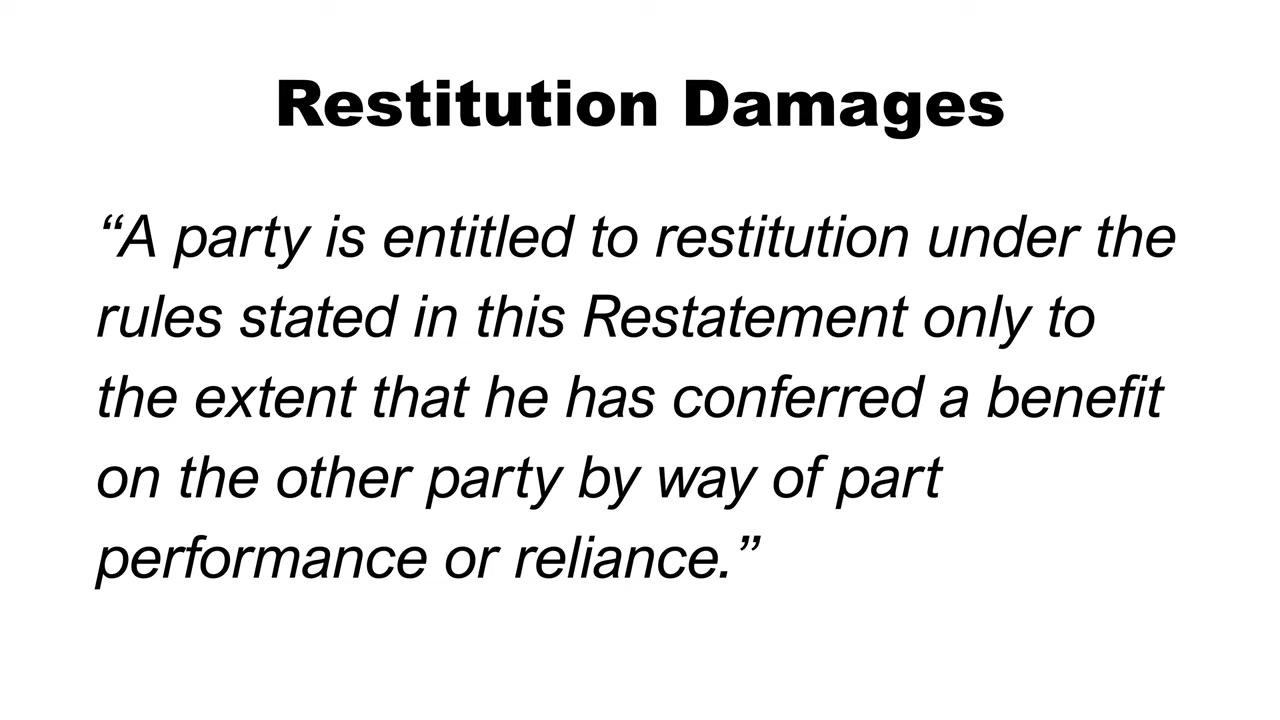 Restitution Damages
“A party is entitled to restitution under the
rules stated in this Restatement only to
the extent that he has conferred a benefit
on the other party by way of part
performance or reliance.”